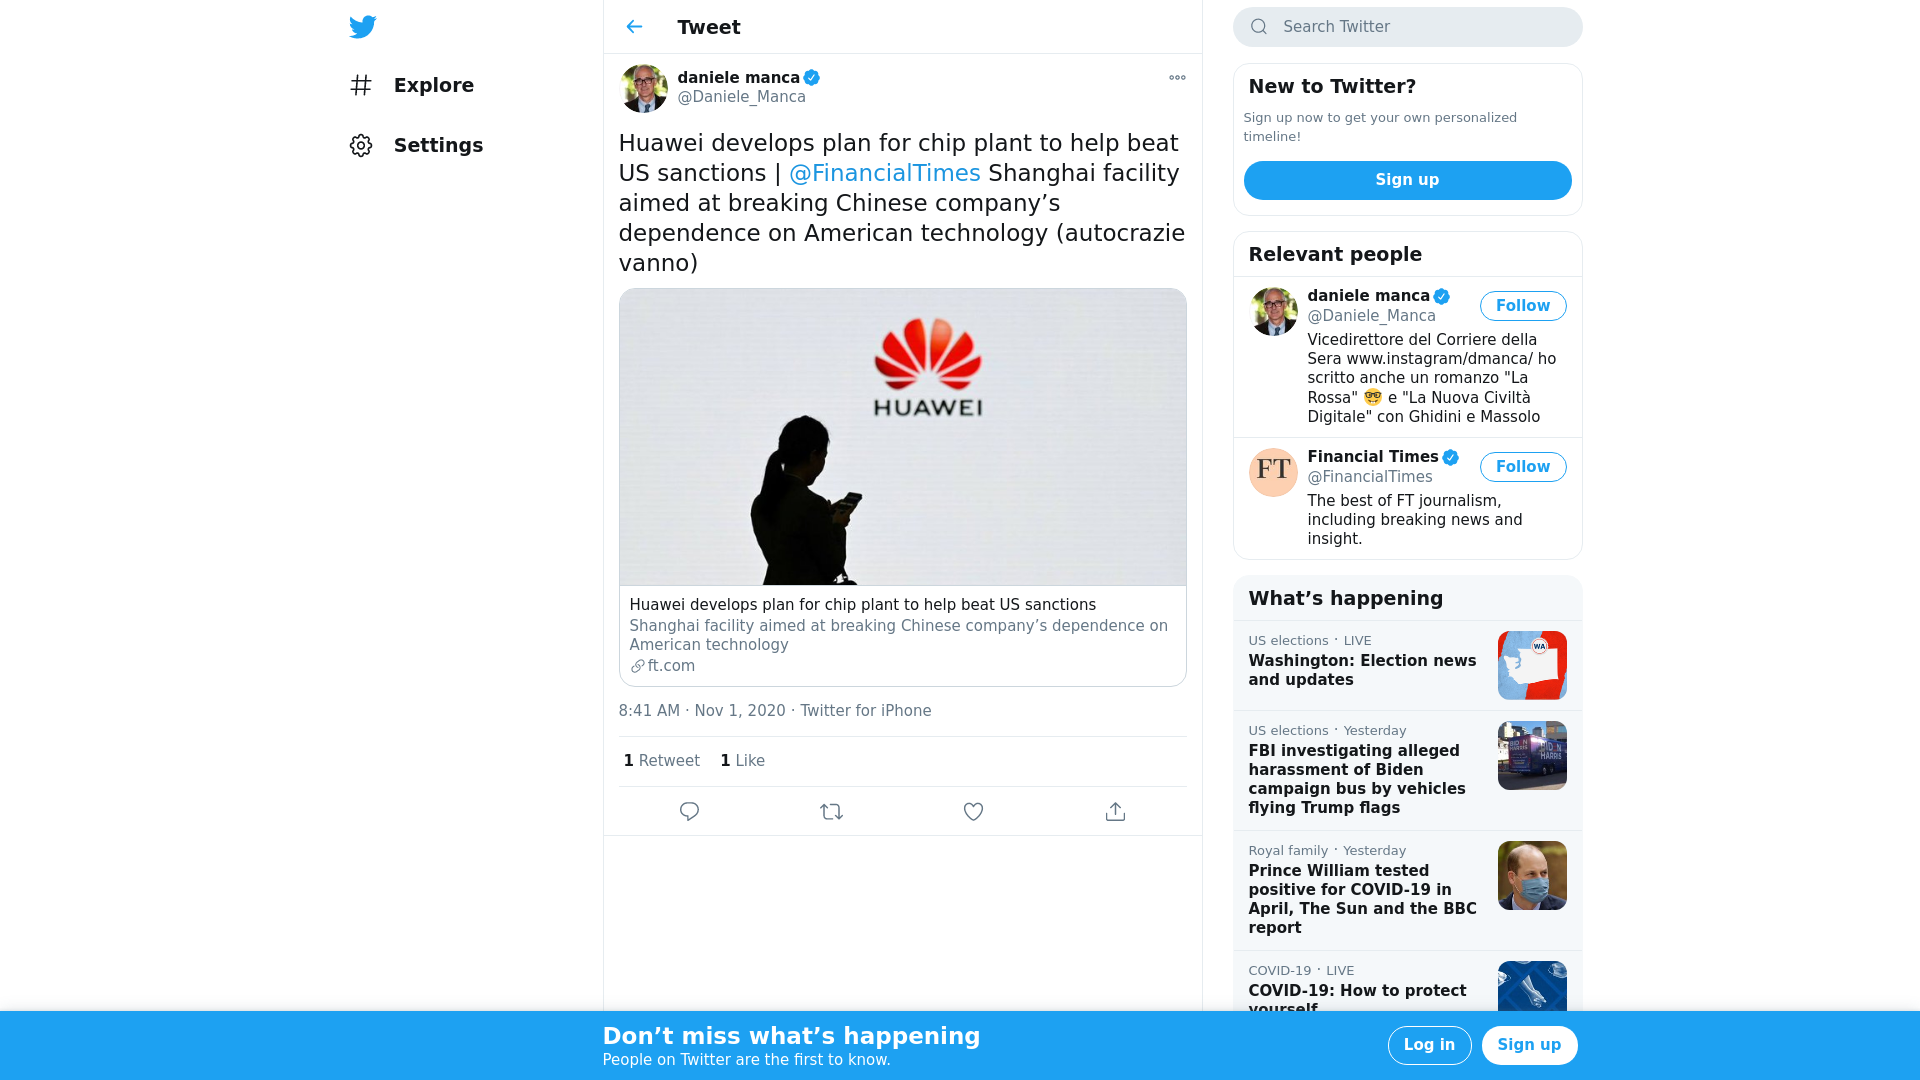 Explore
Settings
Tweet
daniele manca
@Daniele_Manca
Huawei develops plan for chip plant to help beat
US sanctions | @FinancialTimes Shanghai facility
aimed at breaking Chinese company’s
dependence on American technology (autocrazie
vanno)
HUAWEI
Huawei develops plan for chip plant to help beat US sanctions
Shanghai facility aimed at breaking Chinese company’s dependence on
American technology
ft.com
8:41 AM · Nov 1, 2020 · Twitter for iPhone
1 Retweet 1 Like
Search Twitter
New to Twitter?
Sign up now to get your own personalized
timeline!
Sign up
Relevant people
daniele manca
@Daniele_Manca
Follow
Vicedirettore del Corriere della
Sera www.instagram/dmanca/ ho
scritto anche un romanzo "La
Rossa" 🤓 e "La Nuova Civiltà
Digitale" con Ghidini e Massolo
FT
Financial Times
@FinancialTimes
Follow
The best of FT journalism,
including breaking news and
insight.
What’s happening
US elections · LIVE
Washington: Election news
and updates
WA
US elections · Yesterday
FBI investigating alleged
harassment of Biden
campaign bus by vehicles
flying Trump flags
BIDEN
HARRIS
Royal family · Yesterday
Prince William tested
positive for COVID-19 in
April, The Sun and the BBC
report
COVID-19 · LIVE
COVID-19: How to protect
yourself
Don’t miss what’s happening
People on Twitter are the first to know.
Log in
Sign up